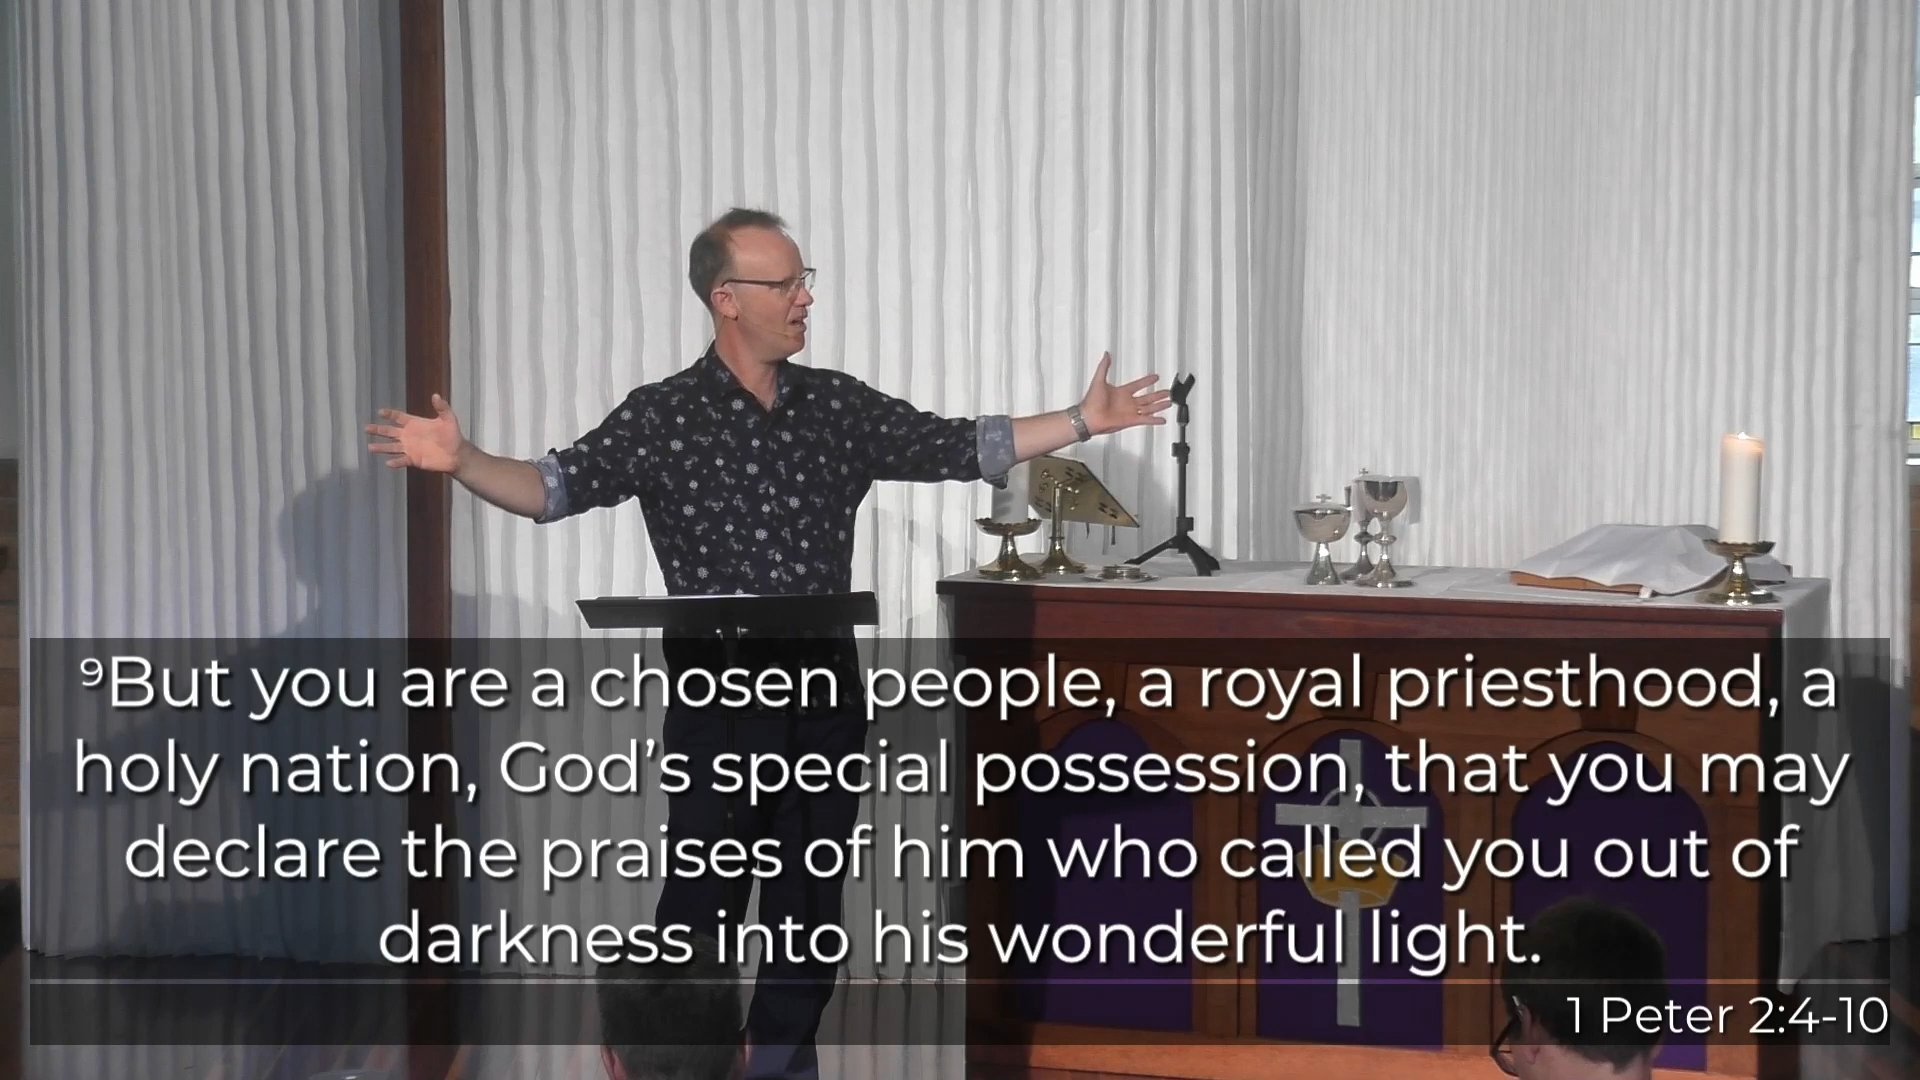 ⁹But you are a chosen people, a royal priesthood, a
holy nation, God’s special possession, that you may
declare the praises of him who called you out of
darkness into his wonderful light.
1 Peter 2:4-10